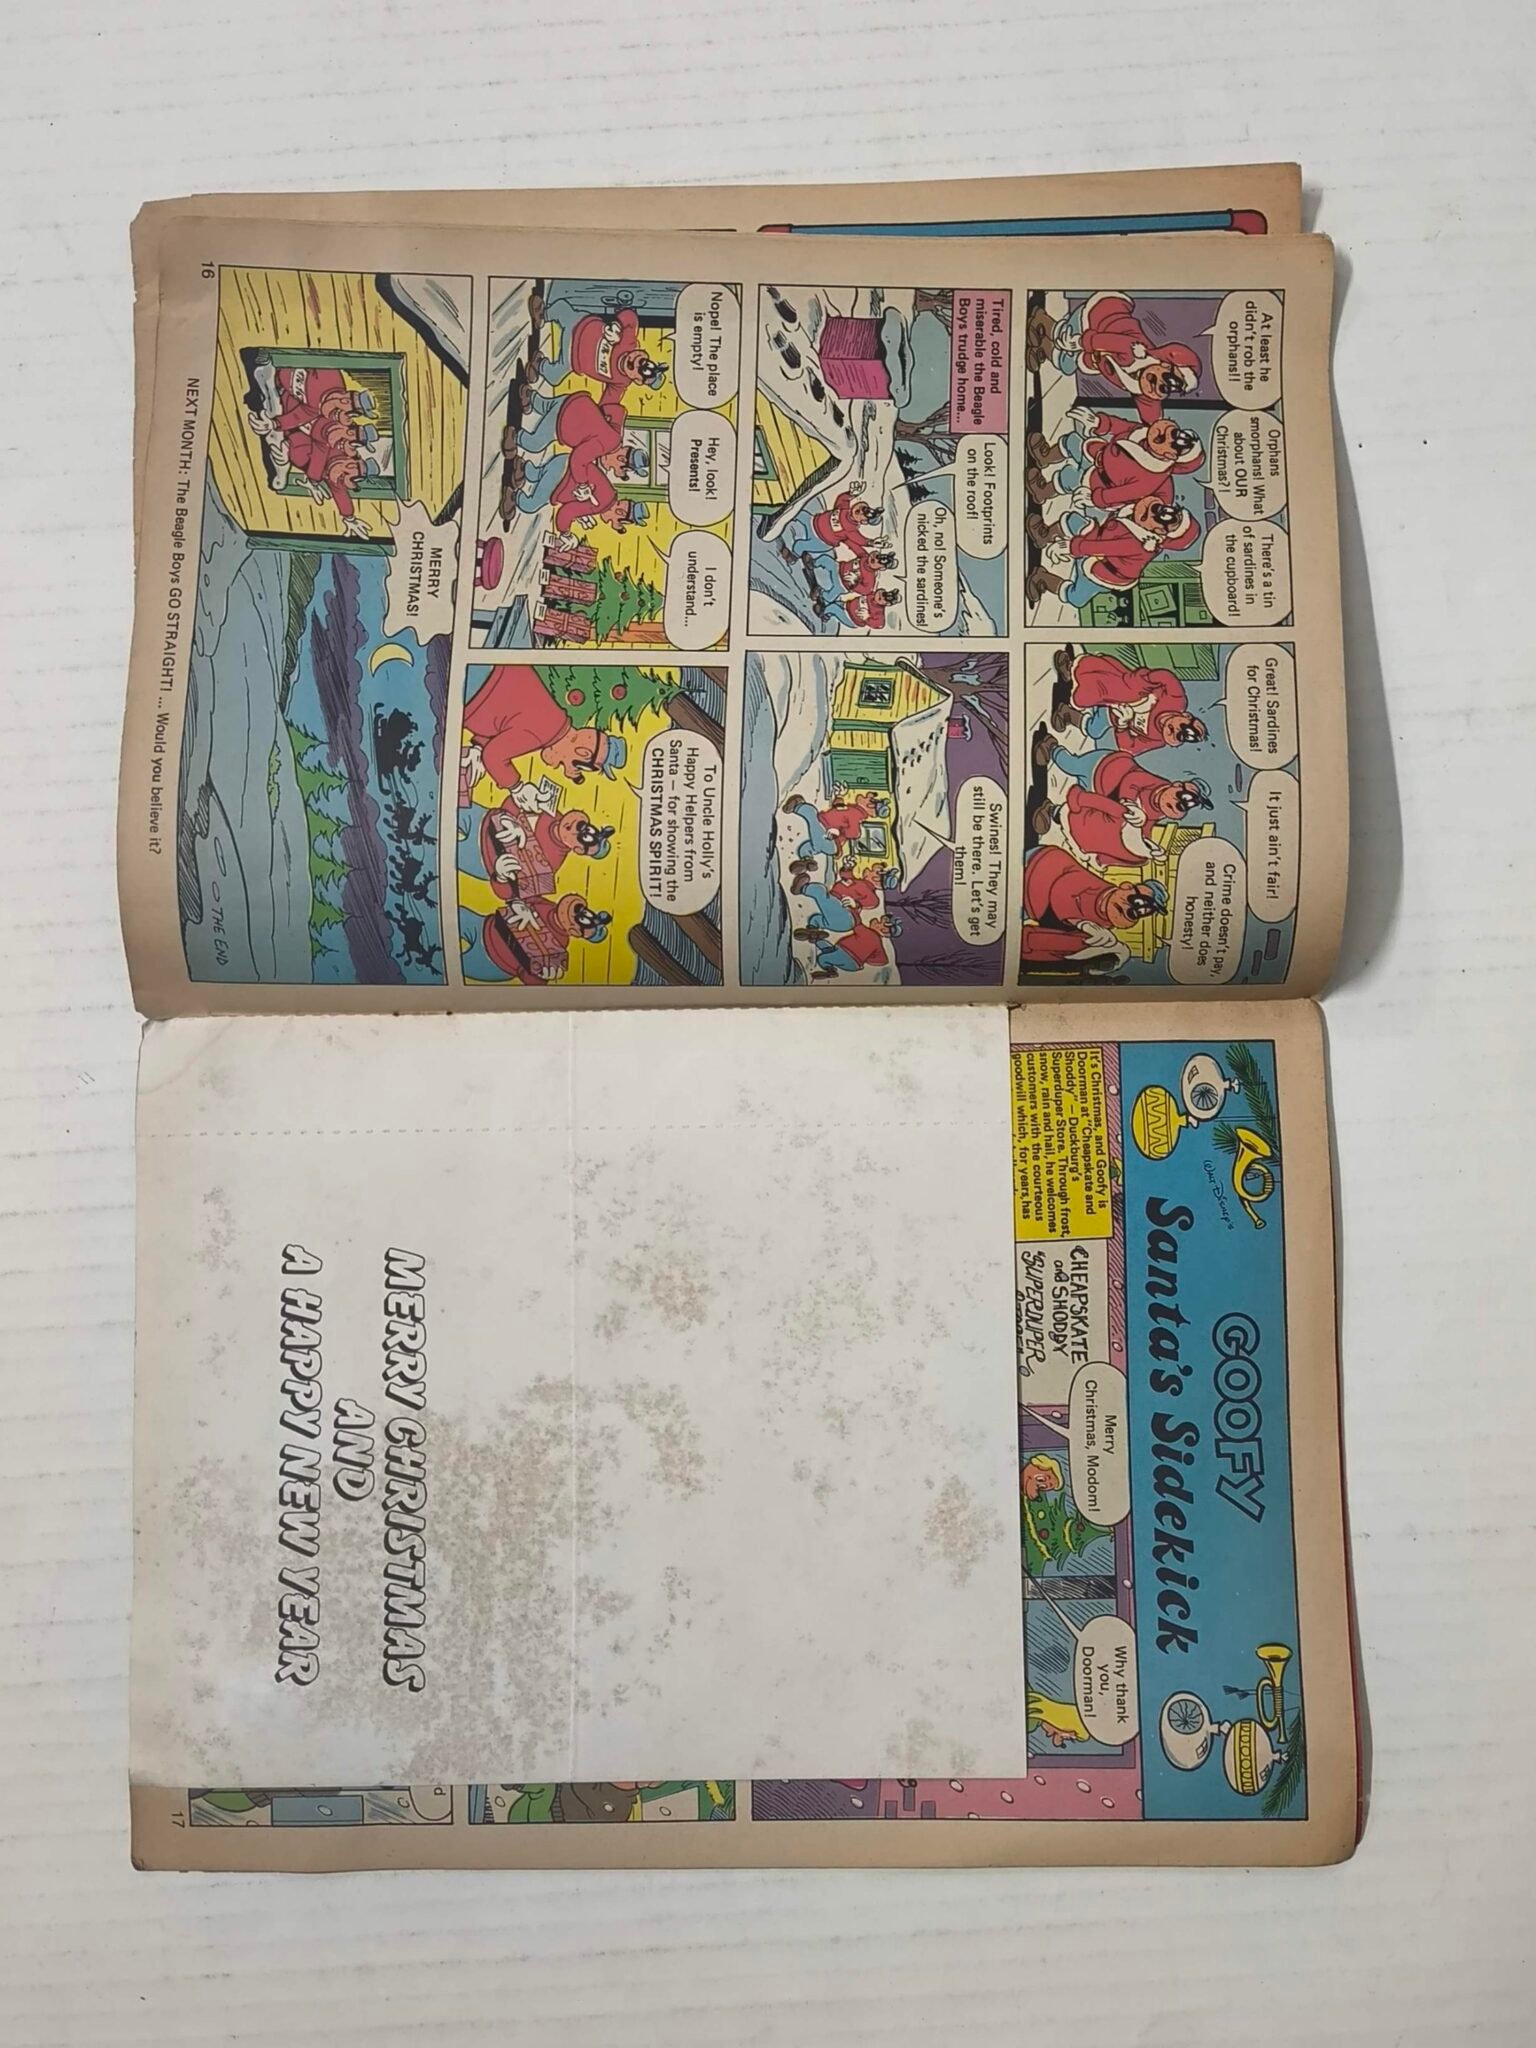 At least he
didn't rob the
orphans!!
Orphans
smorphans! What
about OUR
Christmas?!
There's a tin
of sardines in
the cupboard!
Great! Sardines
for Christmas!
It just ain't fair!
Crime doesn't pay,
and neither does
honesty!
Tired, cold and
miserable the Beagle
Boys trudge home...
Look! Footprints
on the roof!
Oh, no! Someone's
nicked the sardines!
Swines! They may
still be there. Let's get
them!
Nope! The place
is empty!
Hey, look!
Presents!
I don't
understand...
To Uncle Holly's
Happy Helpers from
Santa — for showing the
CHRISTMAS SPIRIT!
MERRY
CHRISTMAS!
THE END
16
NEXT MONTH: The Beagle Boys GO STRAIGHT! ... Would you believe it?
WALT DISNEY'S
GOOFY
Santa's Sidekick
It's Christmas, and Goofy is
Doorman at "Cheapskate and
Shoddy" — Duckburg's
Superduper Store. Through frost,
snow, rain and hail, he welcomes
customers with the courteous
goodwill which, for years, has
CHEAPSKATE
and SHODDY
"SUPERDUPER
Merry
Christmas, Modom!
Why thank
you,
Doorman!
MERRY CHRISTMAS
AND
A HAPPY NEW YEAR
17